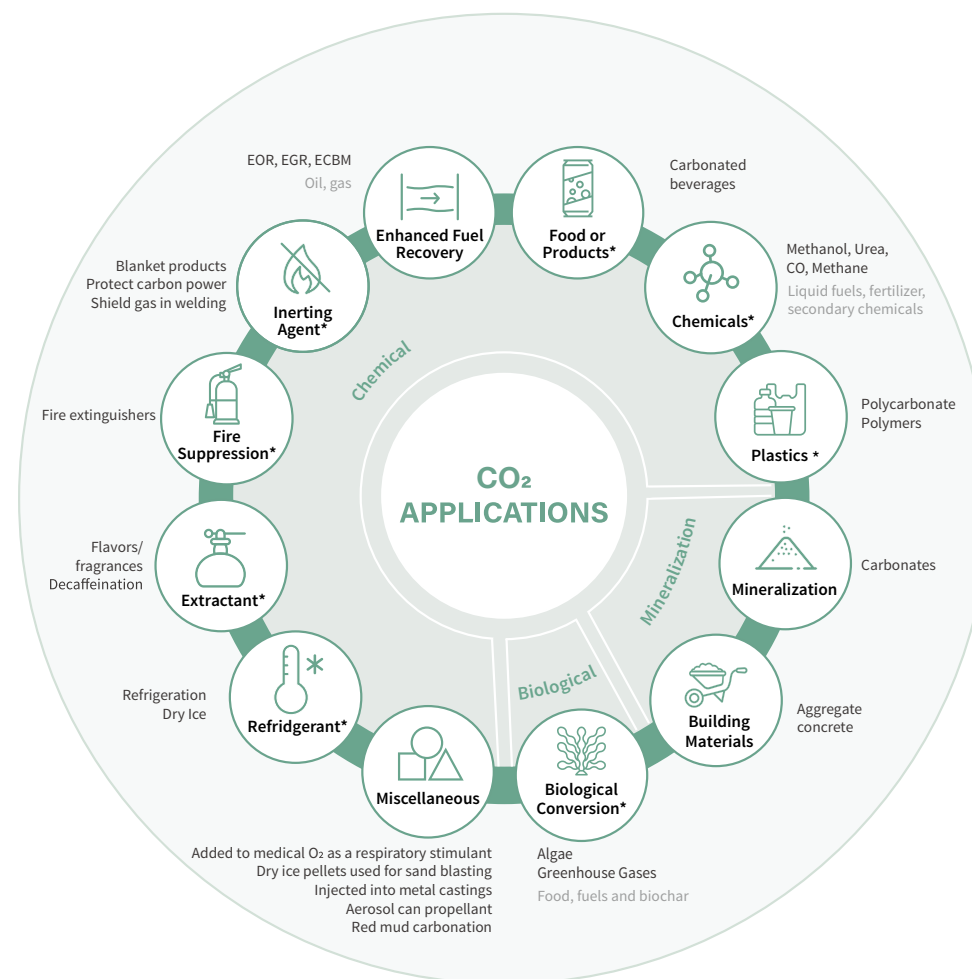 CO₂
APPLICATIONS
Chemical
Mineralization
Biological
EOR, EGR, ECBM
Oil, gas
Enhanced Fuel
Recovery
Food or
Products*
Carbonated
beverages
Chemicals*
Methanol, Urea,
CO, Methane
Liquid fuels, fertilizer,
secondary chemicals
Plastics *
Polycarbonate
Polymers
Mineralization
Carbonates
Building
Materials
Aggregate
concrete
Biological
Conversion*
Algae
Greenhouse Gases
Food, fuels and biochar
Miscellaneous
Added to medical O₂ as a respiratory stimulant
Dry ice pellets used for sand blasting
Injected into metal castings
Aerosol can propellant
Red mud carbonation
Refridgerant*
Refrigeration
Dry Ice
Extractant*
Flavors/
fragrances
Decaffeination
Fire
Suppression*
Fire extinguishers
Inerting
Agent*
Blanket products
Protect carbon power
Shield gas in welding